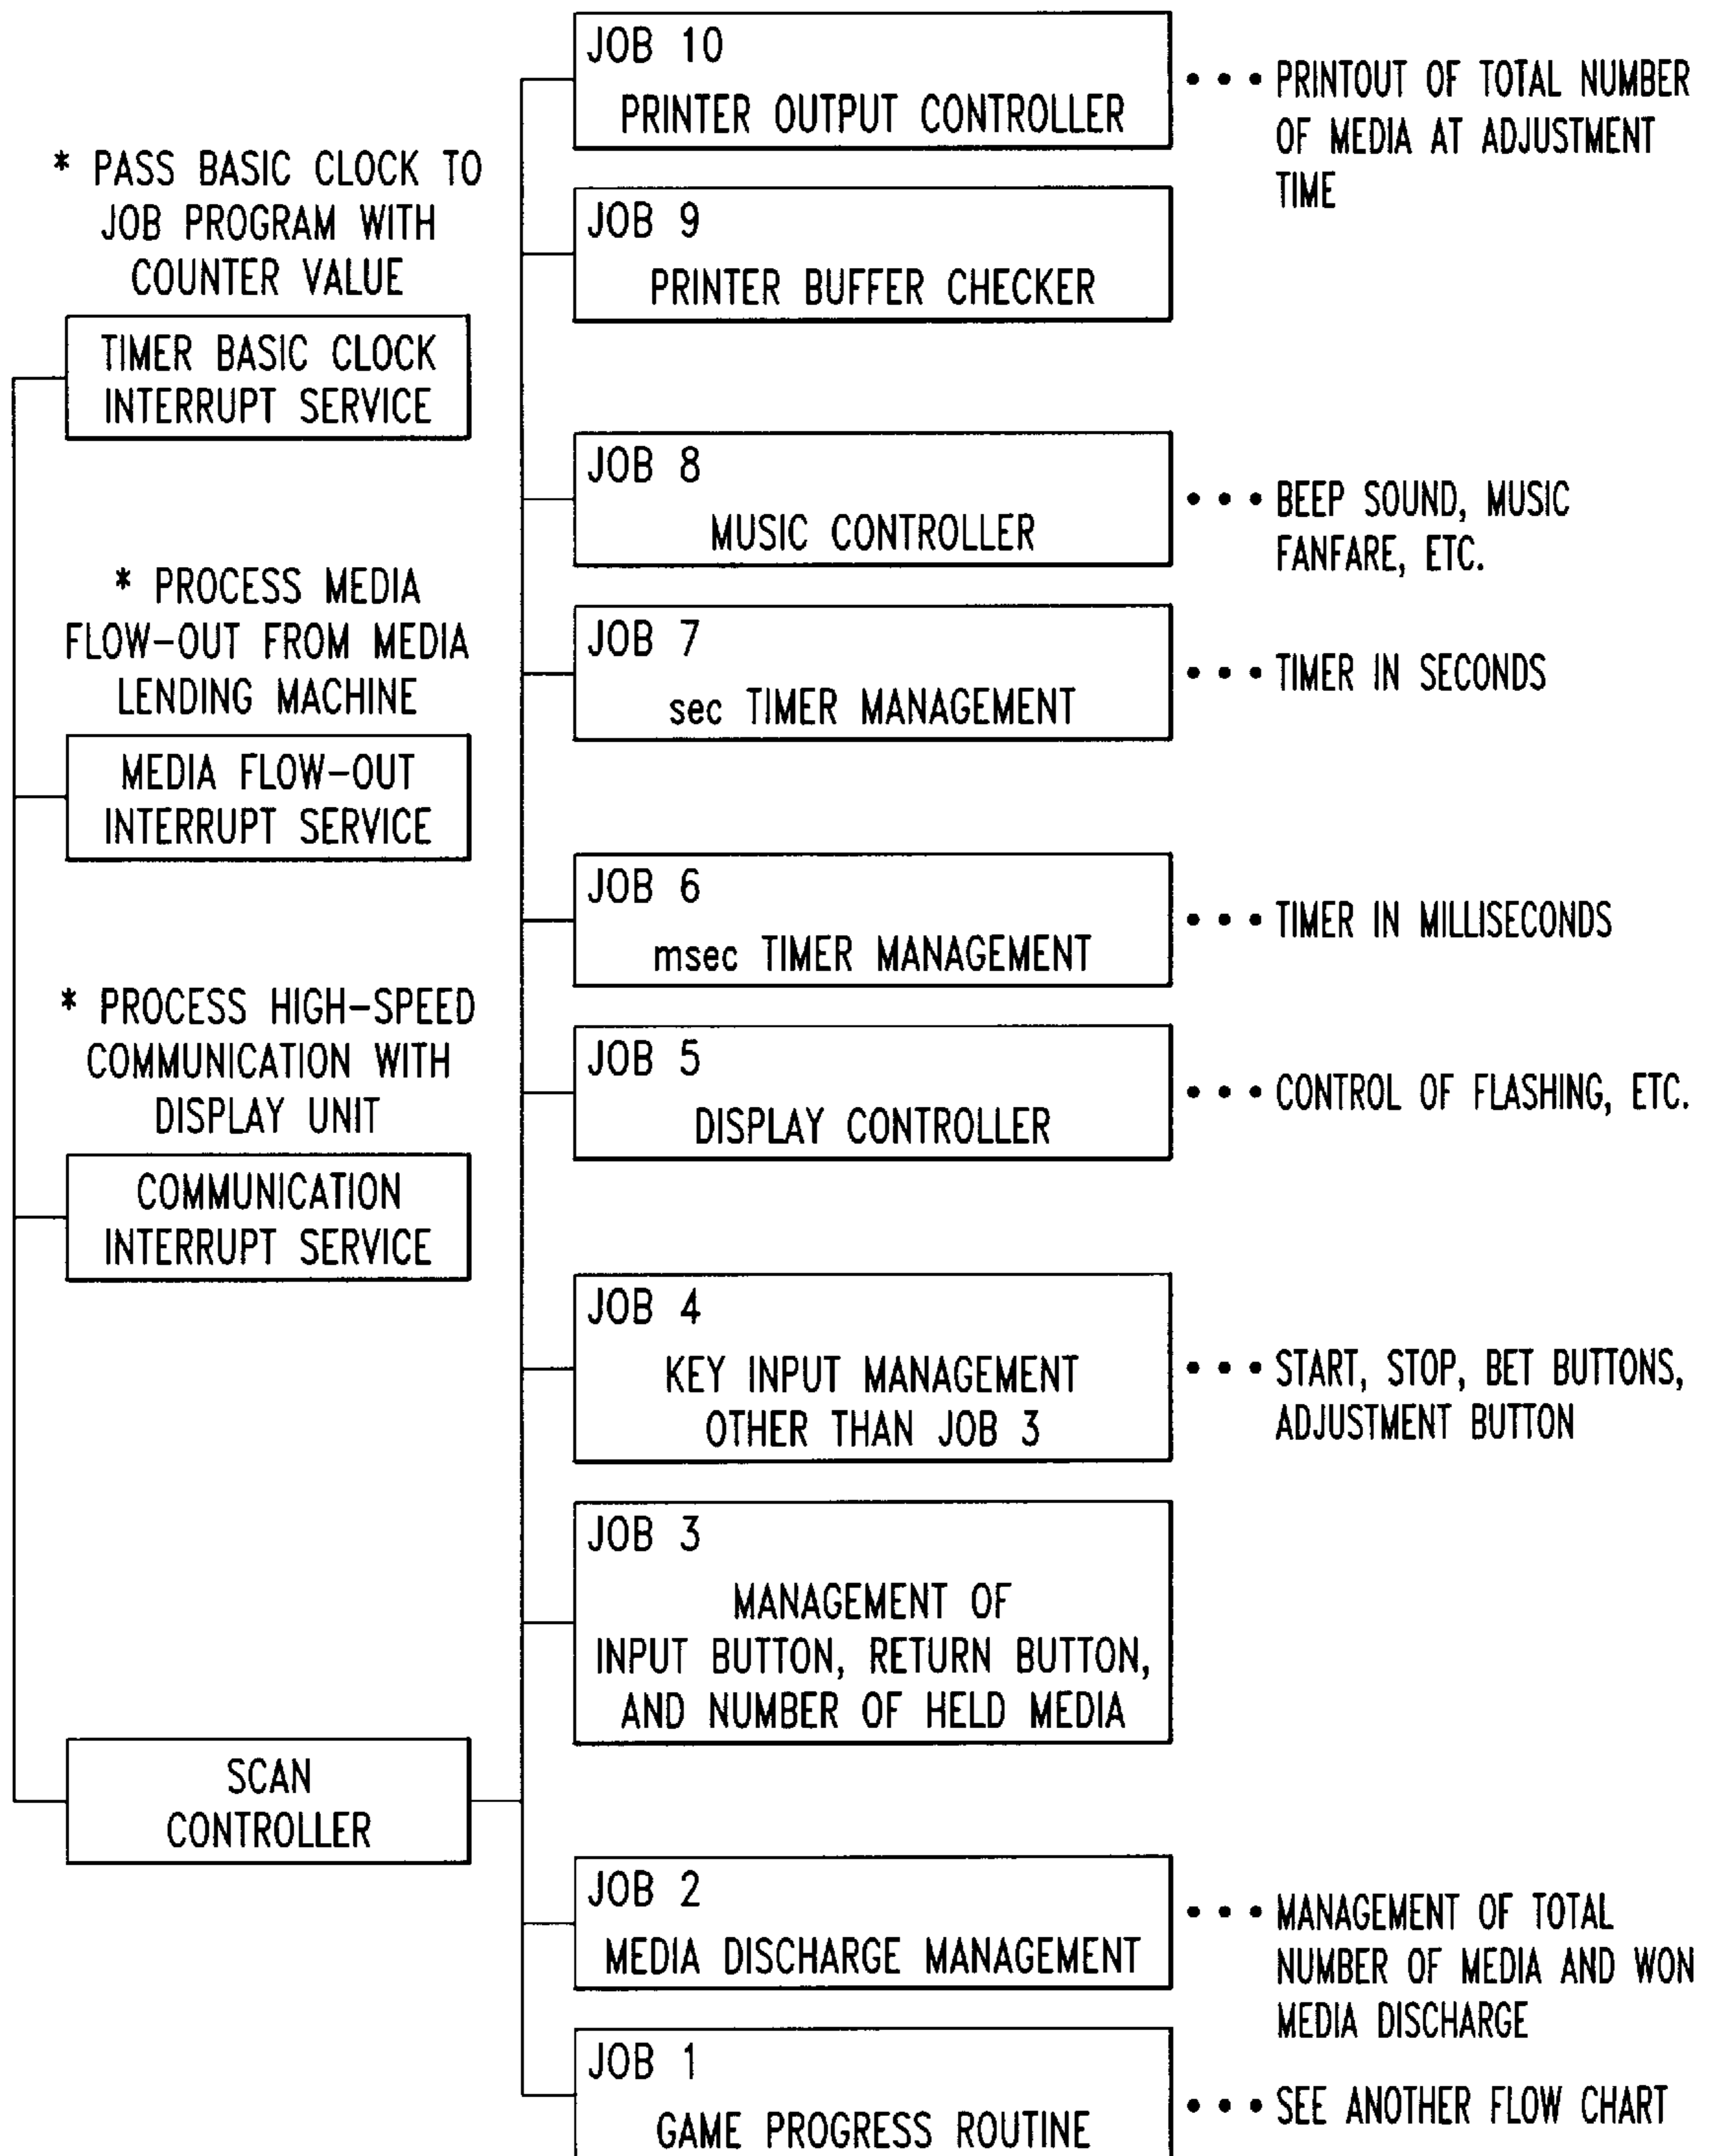 * PASS BASIC CLOCK TO
JOB PROGRAM WITH
COUNTER VALUE
TIMER BASIC CLOCK
INTERRUPT SERVICE
* PROCESS MEDIA
FLOW-OUT FROM MEDIA
LENDING MACHINE
MEDIA FLOW-OUT
INTERRUPT SERVICE
* PROCESS HIGH-SPEED
COMMUNICATION WITH
DISPLAY UNIT
COMMUNICATION
INTERRUPT SERVICE
SCAN
CONTROLLER
JOB 10
PRINTER OUTPUT CONTROLLER
• • • PRINTOUT OF TOTAL NUMBER
OF MEDIA AT ADJUSTMENT
TIME
JOB 9
PRINTER BUFFER CHECKER
JOB 8
MUSIC CONTROLLER
• • • BEEP SOUND, MUSIC
FANFARE, ETC.
JOB 7
sec TIMER MANAGEMENT
• • • TIMER IN SECONDS
JOB 6
msec TIMER MANAGEMENT
• • • TIMER IN MILLISECONDS
JOB 5
DISPLAY CONTROLLER
• • • CONTROL OF FLASHING, ETC.
JOB 4
KEY INPUT MANAGEMENT
OTHER THAN JOB 3
• • • START, STOP, BET BUTTONS,
ADJUSTMENT BUTTON
JOB 3
MANAGEMENT OF
INPUT BUTTON, RETURN BUTTON,
AND NUMBER OF HELD MEDIA
JOB 2
MEDIA DISCHARGE MANAGEMENT
• • • MANAGEMENT OF TOTAL
NUMBER OF MEDIA AND WON
MEDIA DISCHARGE
JOB 1
GAME PROGRESS ROUTINE
• • • SEE ANOTHER FLOW CHART